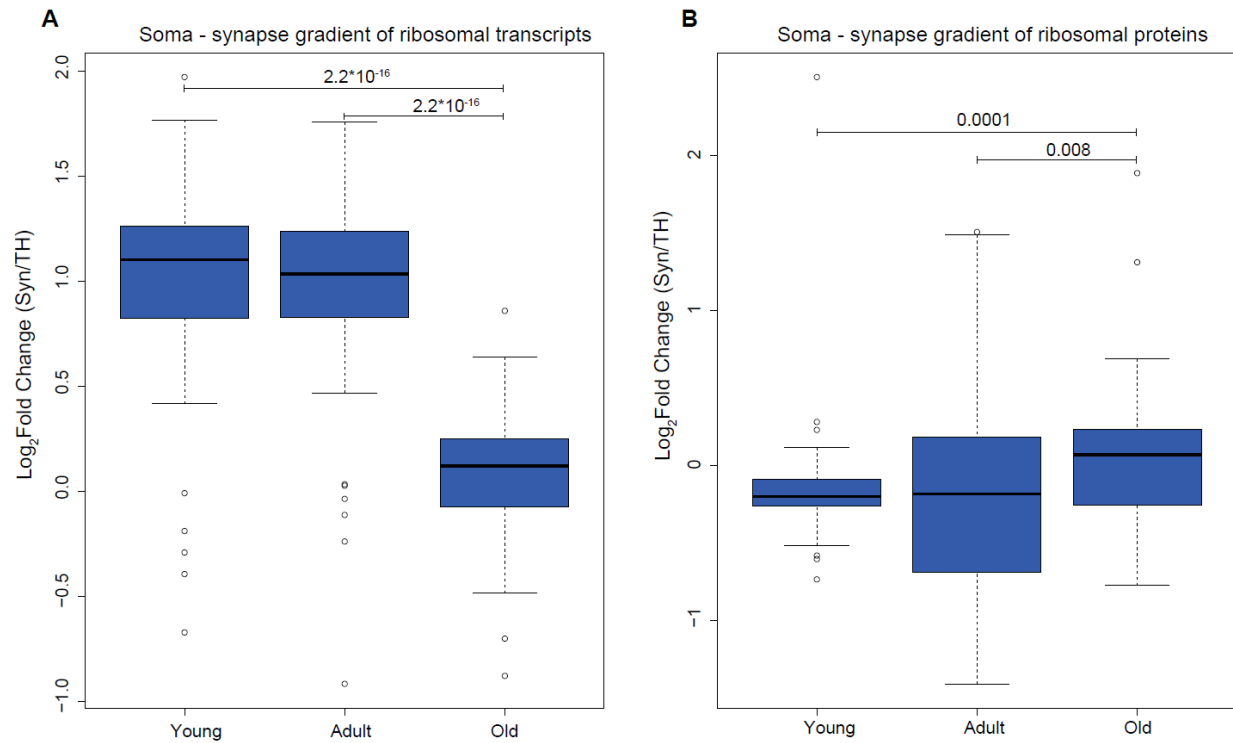 A
Soma - synapse gradient of ribosomal transcripts
2.2*10⁻¹⁶
2.2*10⁻¹⁶
Log₂Fold Change (Syn/TH)
2.0
1.5
1.0
0.5
0.0
−0.5
−1.0
Young Adult Old
B
Soma - synapse gradient of ribosomal proteins
0.0001
0.008
Log₂Fold Change (Syn/TH)
2
1
0
−1
Young Adult Old